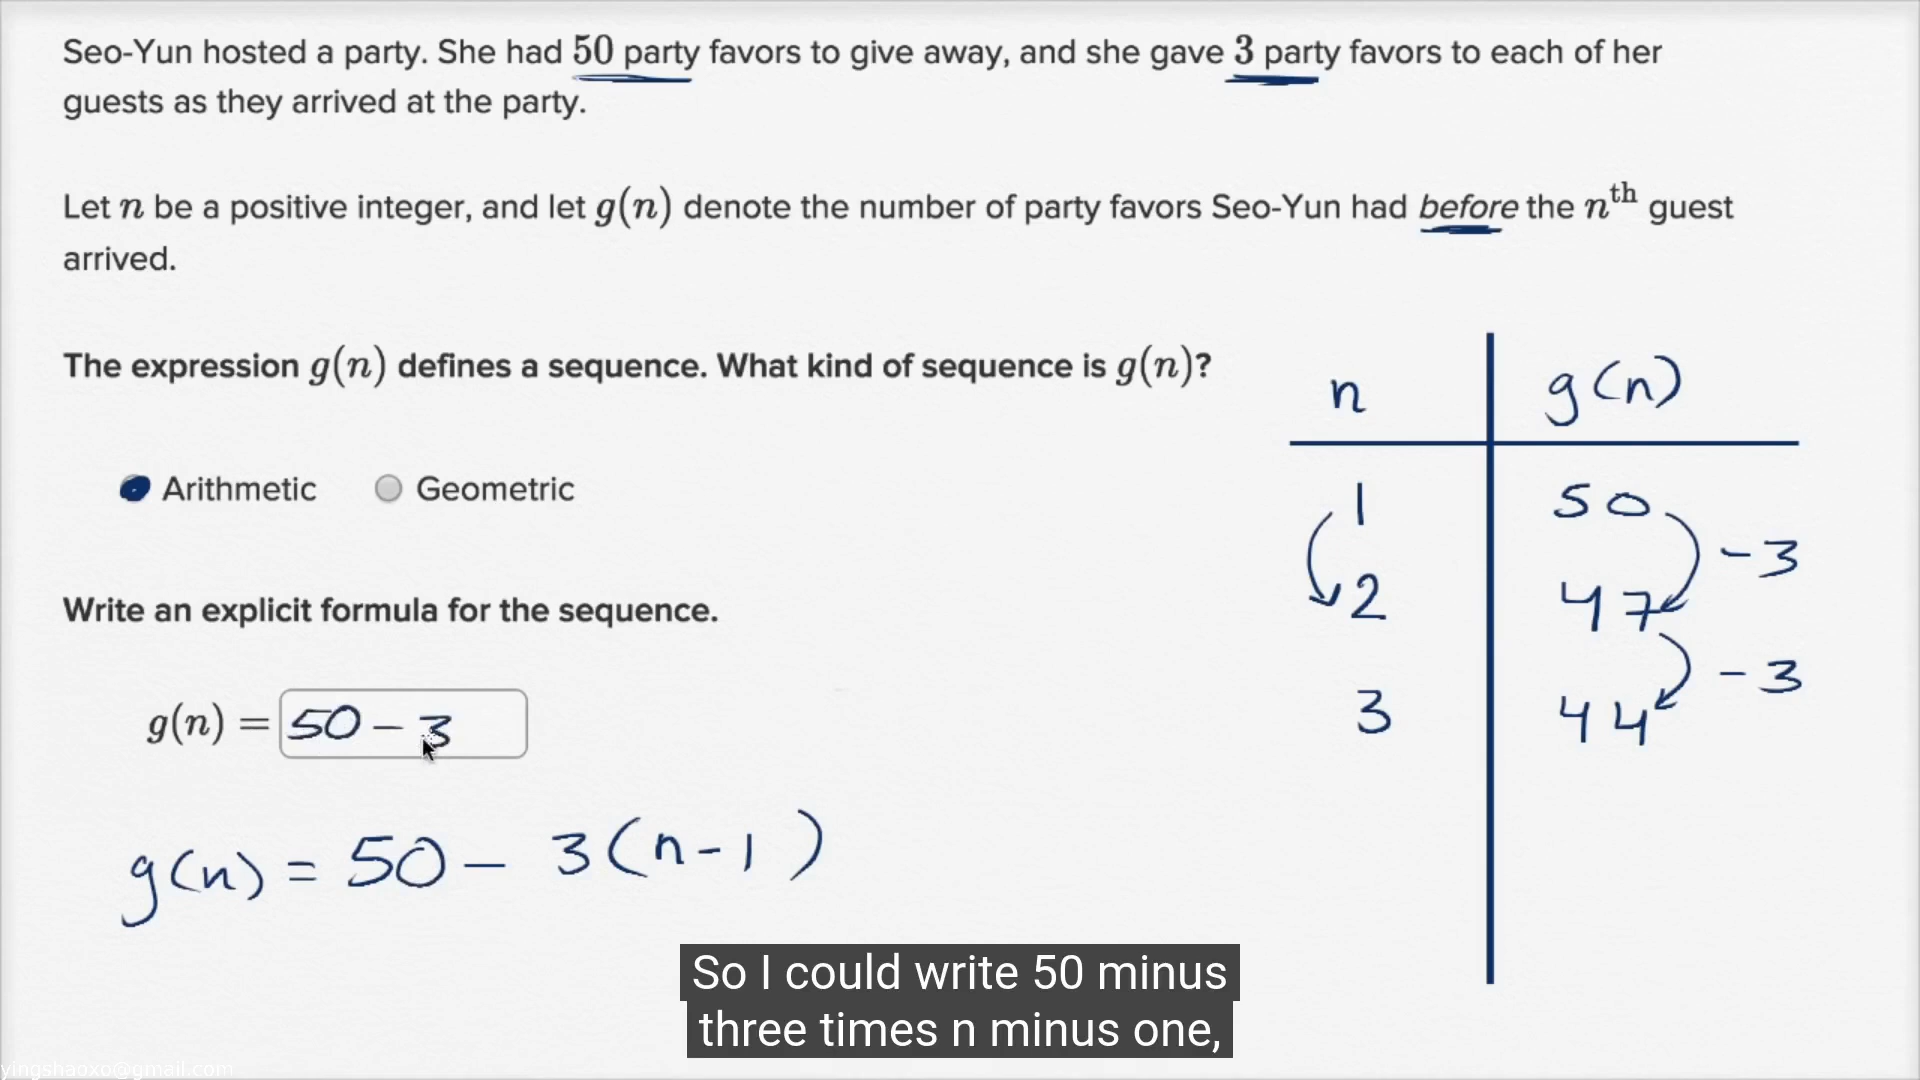 Seo-Yun hosted a party. She had 50 party favors to give away, and she gave 3 party favors to each of her
guests as they arrived at the party.
Let n be a positive integer, and let g(n) denote the number of party favors Seo-Yun had before the nth guest
arrived.
The expression g(n) defines a sequence. What kind of sequence is g(n)?
n g(n)
Arithmetic Geometric
1 50
-3
2 47
Write an explicit formula for the sequence.
-3
3 44
g(n) = 50 - 3
g(n) = 50 - 3(n-1)
So I could write 50 minus
three times n minus one,
yingshaoxo@gmail.com